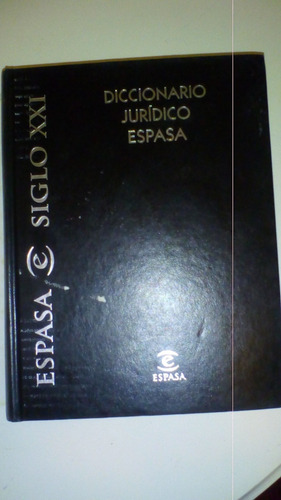 DICCIONARIO
JURÍDICO
ESPASA
ESPASA e SIGLO XXI
ESPASA